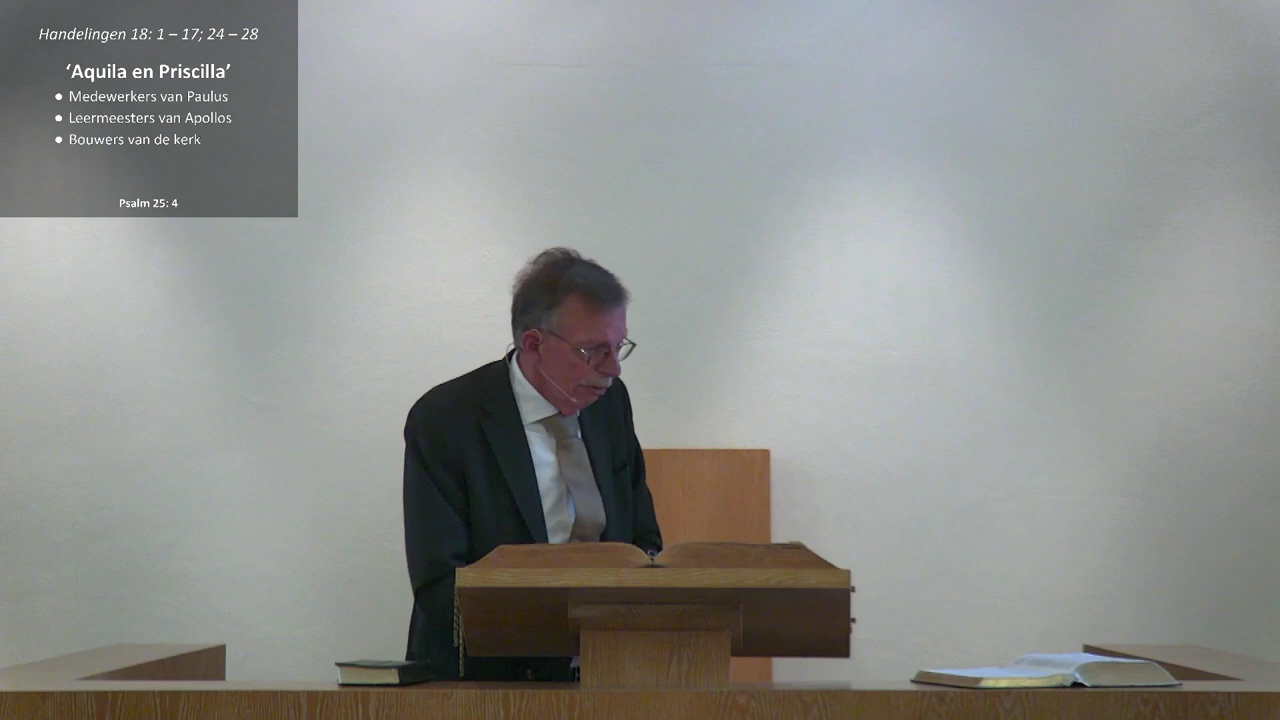 Handelingen 18: 1 – 17; 24 – 28
‘Aquila en Priscilla’
● Medewerkers van Paulus
● Leermeesters van Apollos
● Bouwers van de kerk
Psalm 25: 4